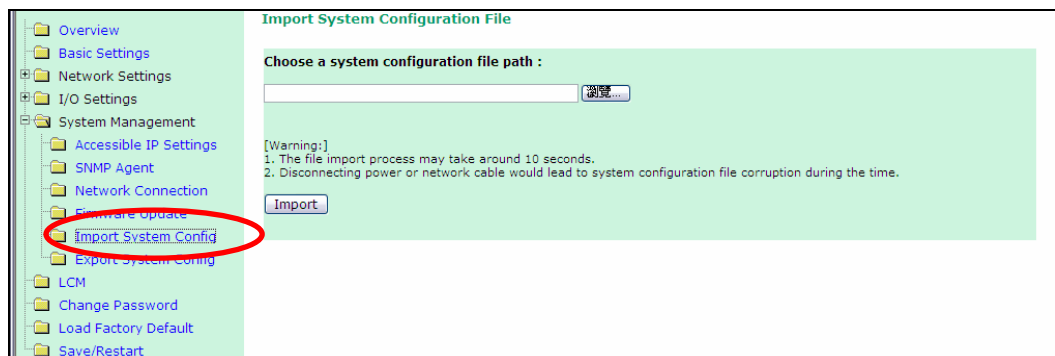 Overview
Basic Settings
Network Settings
I/O Settings
System Management
Accessible IP Settings
SNMP Agent
Network Connection
Firmware Update
Import System Config
Export System Config
LCM
Change Password
Load Factory Default
Save/Restart
Import System Configuration File
Choose a system configuration file path :
瀏覽...
[Warning:]
1. The file import process may take around 10 seconds.
2. Disconnecting power or network cable would lead to system configuration file corruption during the time.
Import